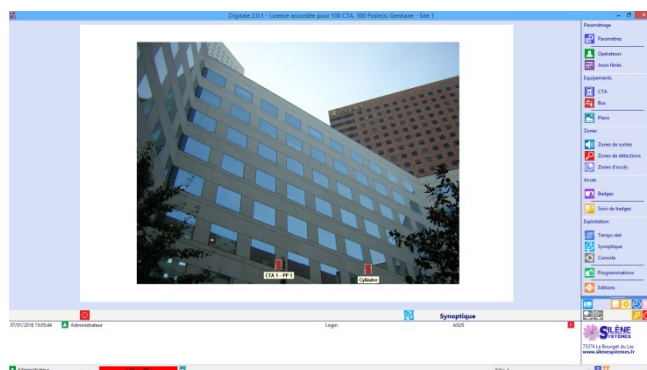 Digitale 2.0.1 - Licence accordée pour 100 CTA, 100 Poste(s) Gentiane - Site 1
Paramétrage
Paramètres
Opérateurs
Jours fériés
Equipements
CTA
Box
Plans
Zones
Zones de sorties
Zones de détections
Zones d'accès
Accès
Badges
Suivi de badges
Exploitation
Temps réel
Synoptique
Console
Programmations
Editions
CTA 1 - PP 1
Cylindre
Synoptique
07/01/2016 15:05:44 Administrateur Login ASUS
SILÈNE
SYSTÈMES
73374 Le Bourget du Lac
www.silenesystemes.fr
Administrateur